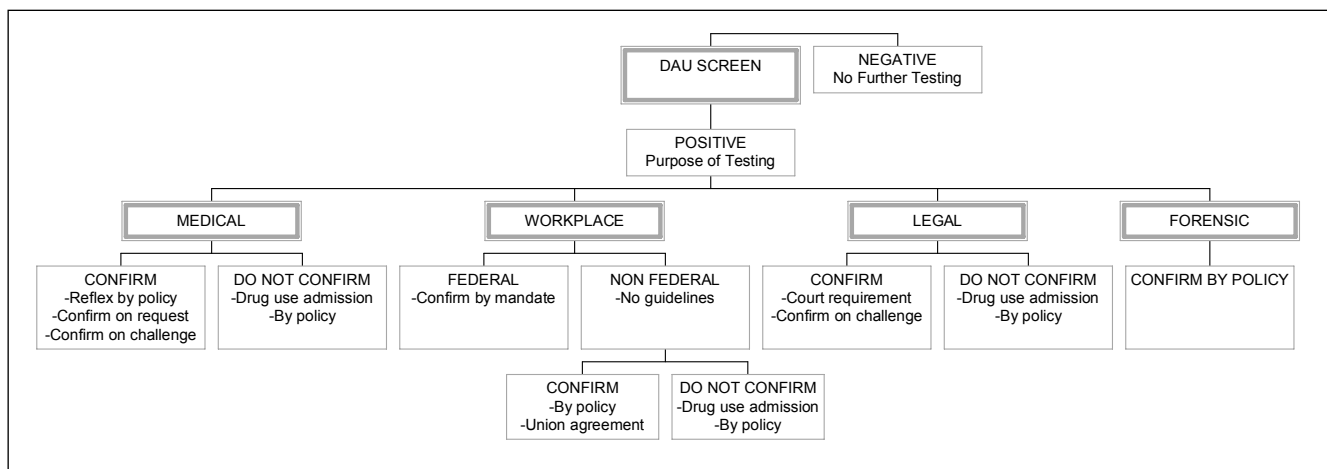 DAU SCREEN
NEGATIVE
No Further Testing
POSITIVE
Purpose of Testing
MEDICAL
WORKPLACE
LEGAL
FORENSIC
CONFIRM
-Reflex by policy
-Confirm on request
-Confirm on challenge
DO NOT CONFIRM
-Drug use admission
-By policy
FEDERAL
-Confirm by mandate
NON FEDERAL
-No guidelines
CONFIRM
-Court requirement
-Confirm on challenge
DO NOT CONFIRM
-Drug use admission
-By policy
CONFIRM BY POLICY
CONFIRM
-By policy
-Union agreement
DO NOT CONFIRM
-Drug use admission
-By policy